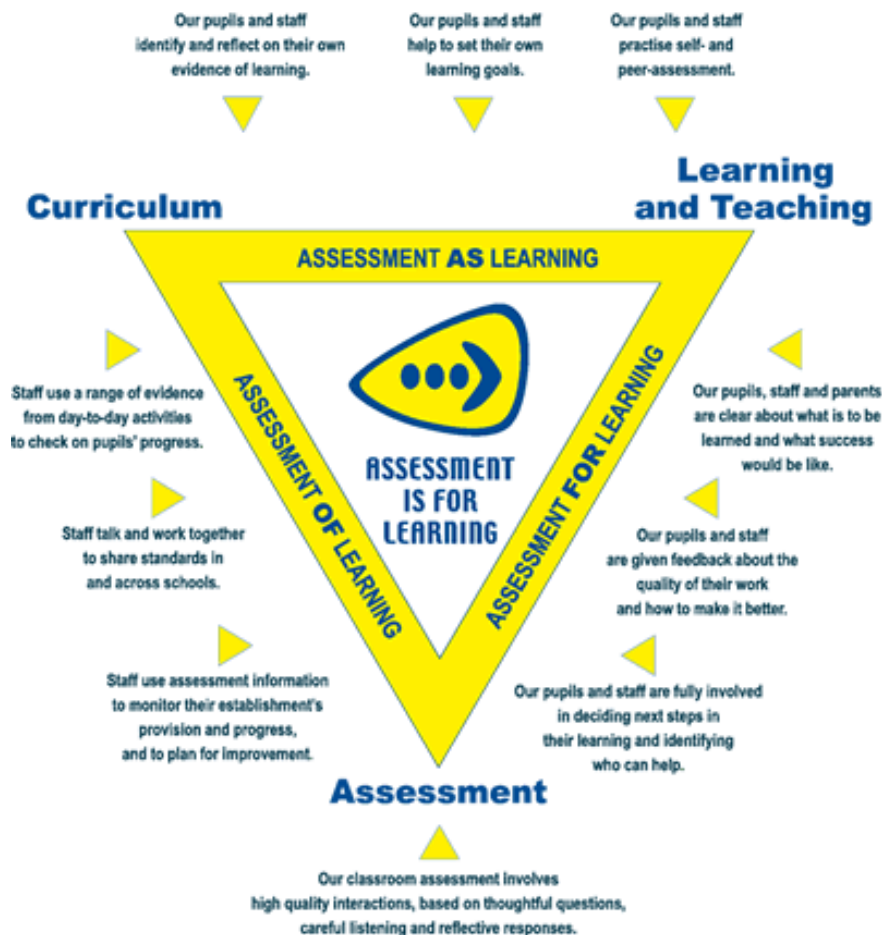 Our pupils and staff
identify and reflect on their own
evidence of learning.
Our pupils and staff
help to set their own
learning goals.
Our pupils and staff
practise self- and
peer-assessment.
Curriculum
Learning
and Teaching
ASSESSMENT AS LEARNING
ASSESSMENT OF LEARNING
ASSESSMENT FOR LEARNING
ASSESSMENT
IS FOR
LEARNING
Staff use a range of evidence
from day-to-day activities
to check on pupils' progress.
Staff talk and work together
to share standards in
and across schools.
Staff use assessment information
to monitor their establishment's
provision and progress,
and to plan for improvement.
Our pupils, staff and parents
are clear about what is to be
learned and what success
would be like.
Our pupils and staff
are given feedback about the
quality of their work
and how to make it better.
Our pupils and staff are fully involved
in deciding next steps in
their learning and identifying
who can help.
Assessment
Our classroom assessment involves
high quality interactions, based on thoughtful questions,
careful listening and reflective responses.